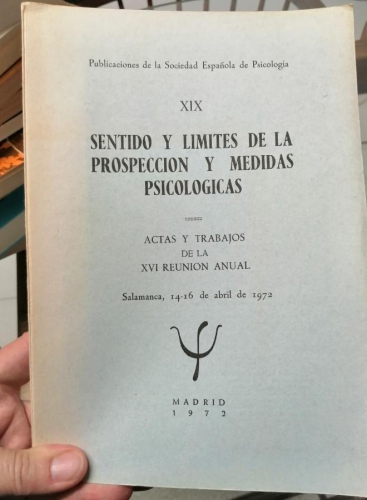 Publicaciones de la Sociedad Española de Psicología
XIX
SENTIDO Y LIMITES DE LA
PROSPECCION Y MEDIDAS
PSICOLOGICAS
ACTAS Y TRABAJOS
DE LA
XVI REUNION ANUAL
Salamanca, 14-16 de abril de 1972
MADRID
1972